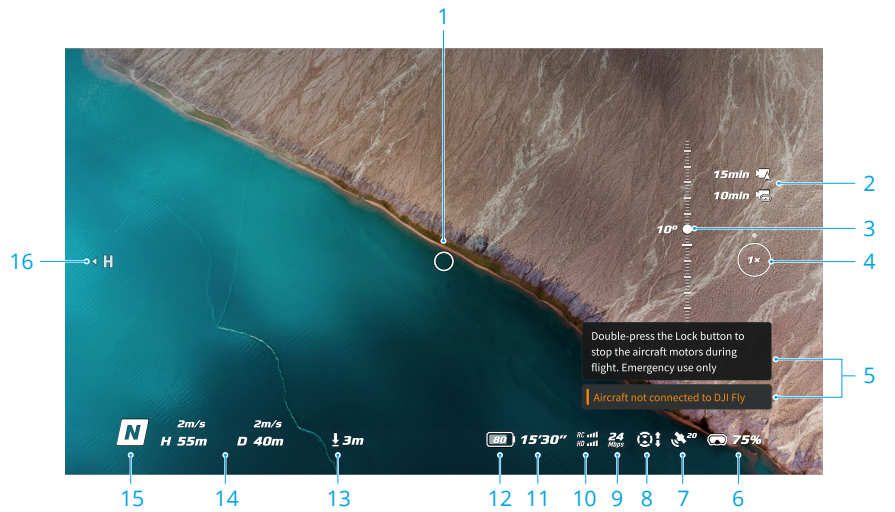 1
15min
10min
2
10°
3
1×
4
16
H
Double-press the Lock button to
stop the aircraft motors during
flight. Emergency use only
5
Aircraft not connected to DJI Fly
N
2m/s
H 55m
2m/s
D 40m
3m
80
15'30"
RC
HD
24
Mbps
20
75%
15
14
13
12
11
10
9
8
7
6